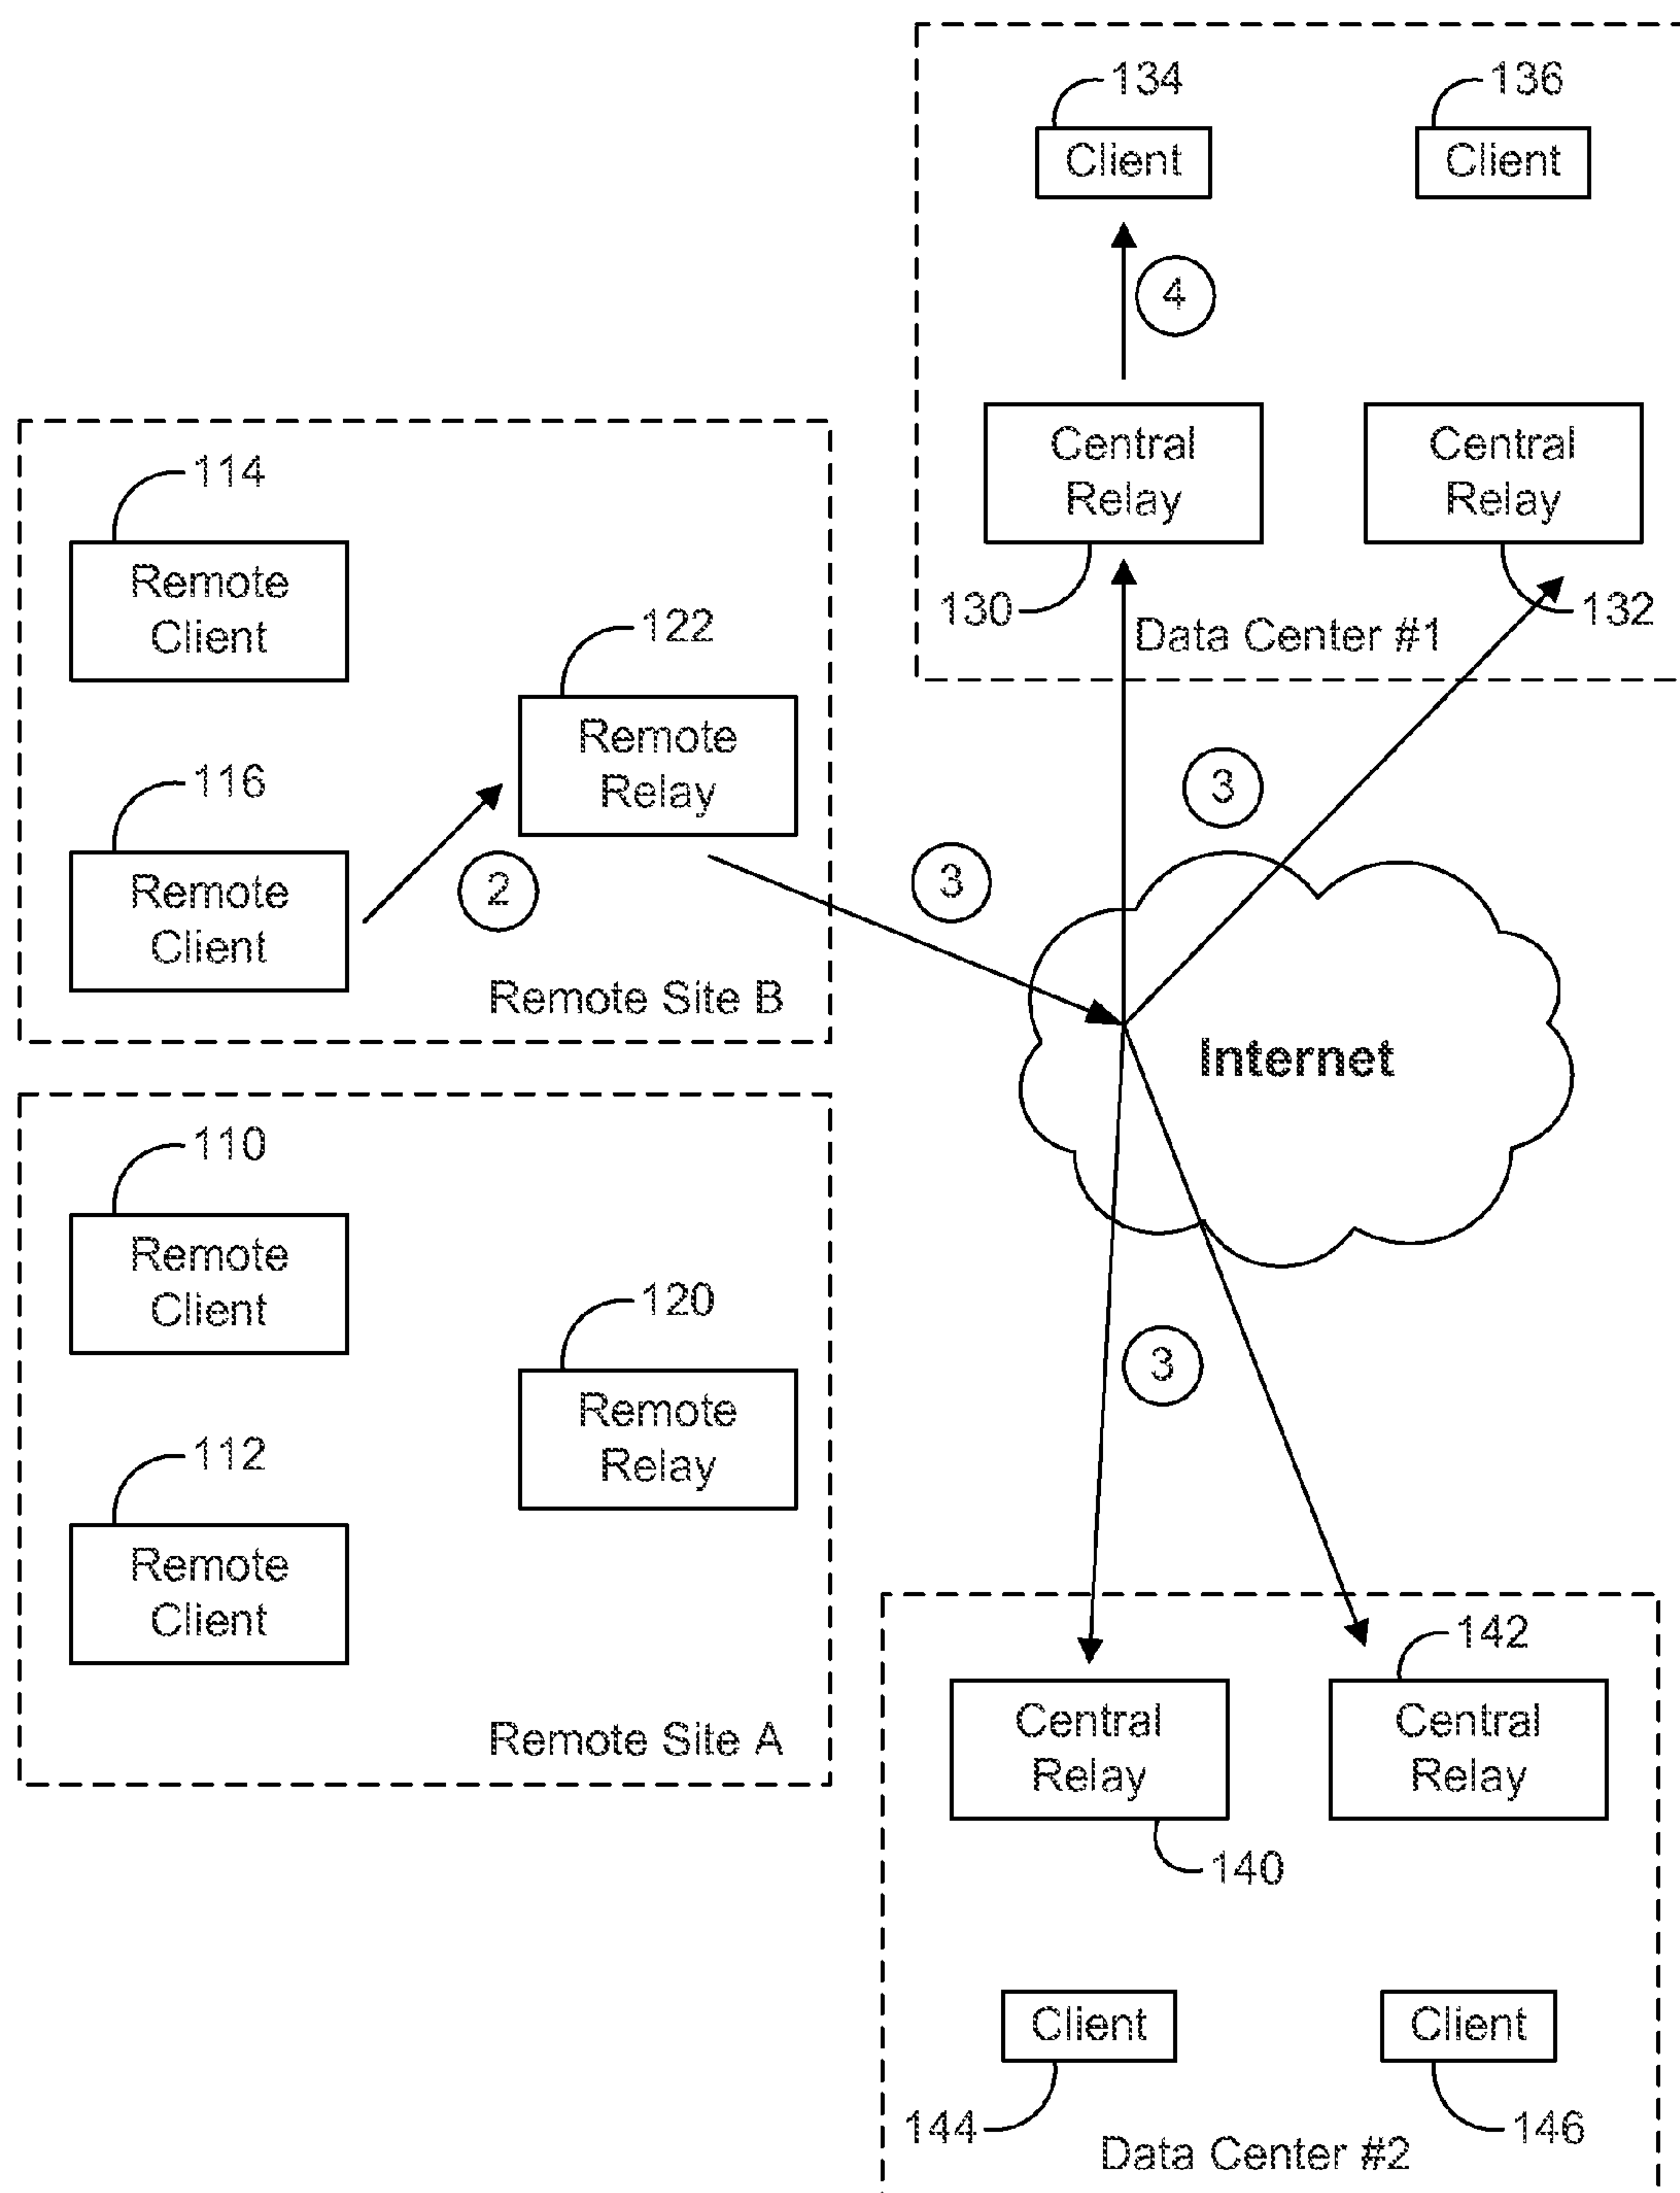 134
136
Client
Client
4
Central
Relay
Central
Relay
130
132
Data Center #1
114
Remote
Client
122
Remote
Relay
116
Remote
Client
2
Remote Site B
3
3
Internet
3
110
Remote
Client
120
Remote
Relay
112
Remote
Client
Remote Site A
142
Central
Relay
Central
Relay
140
Client
Client
144
146
Data Center #2